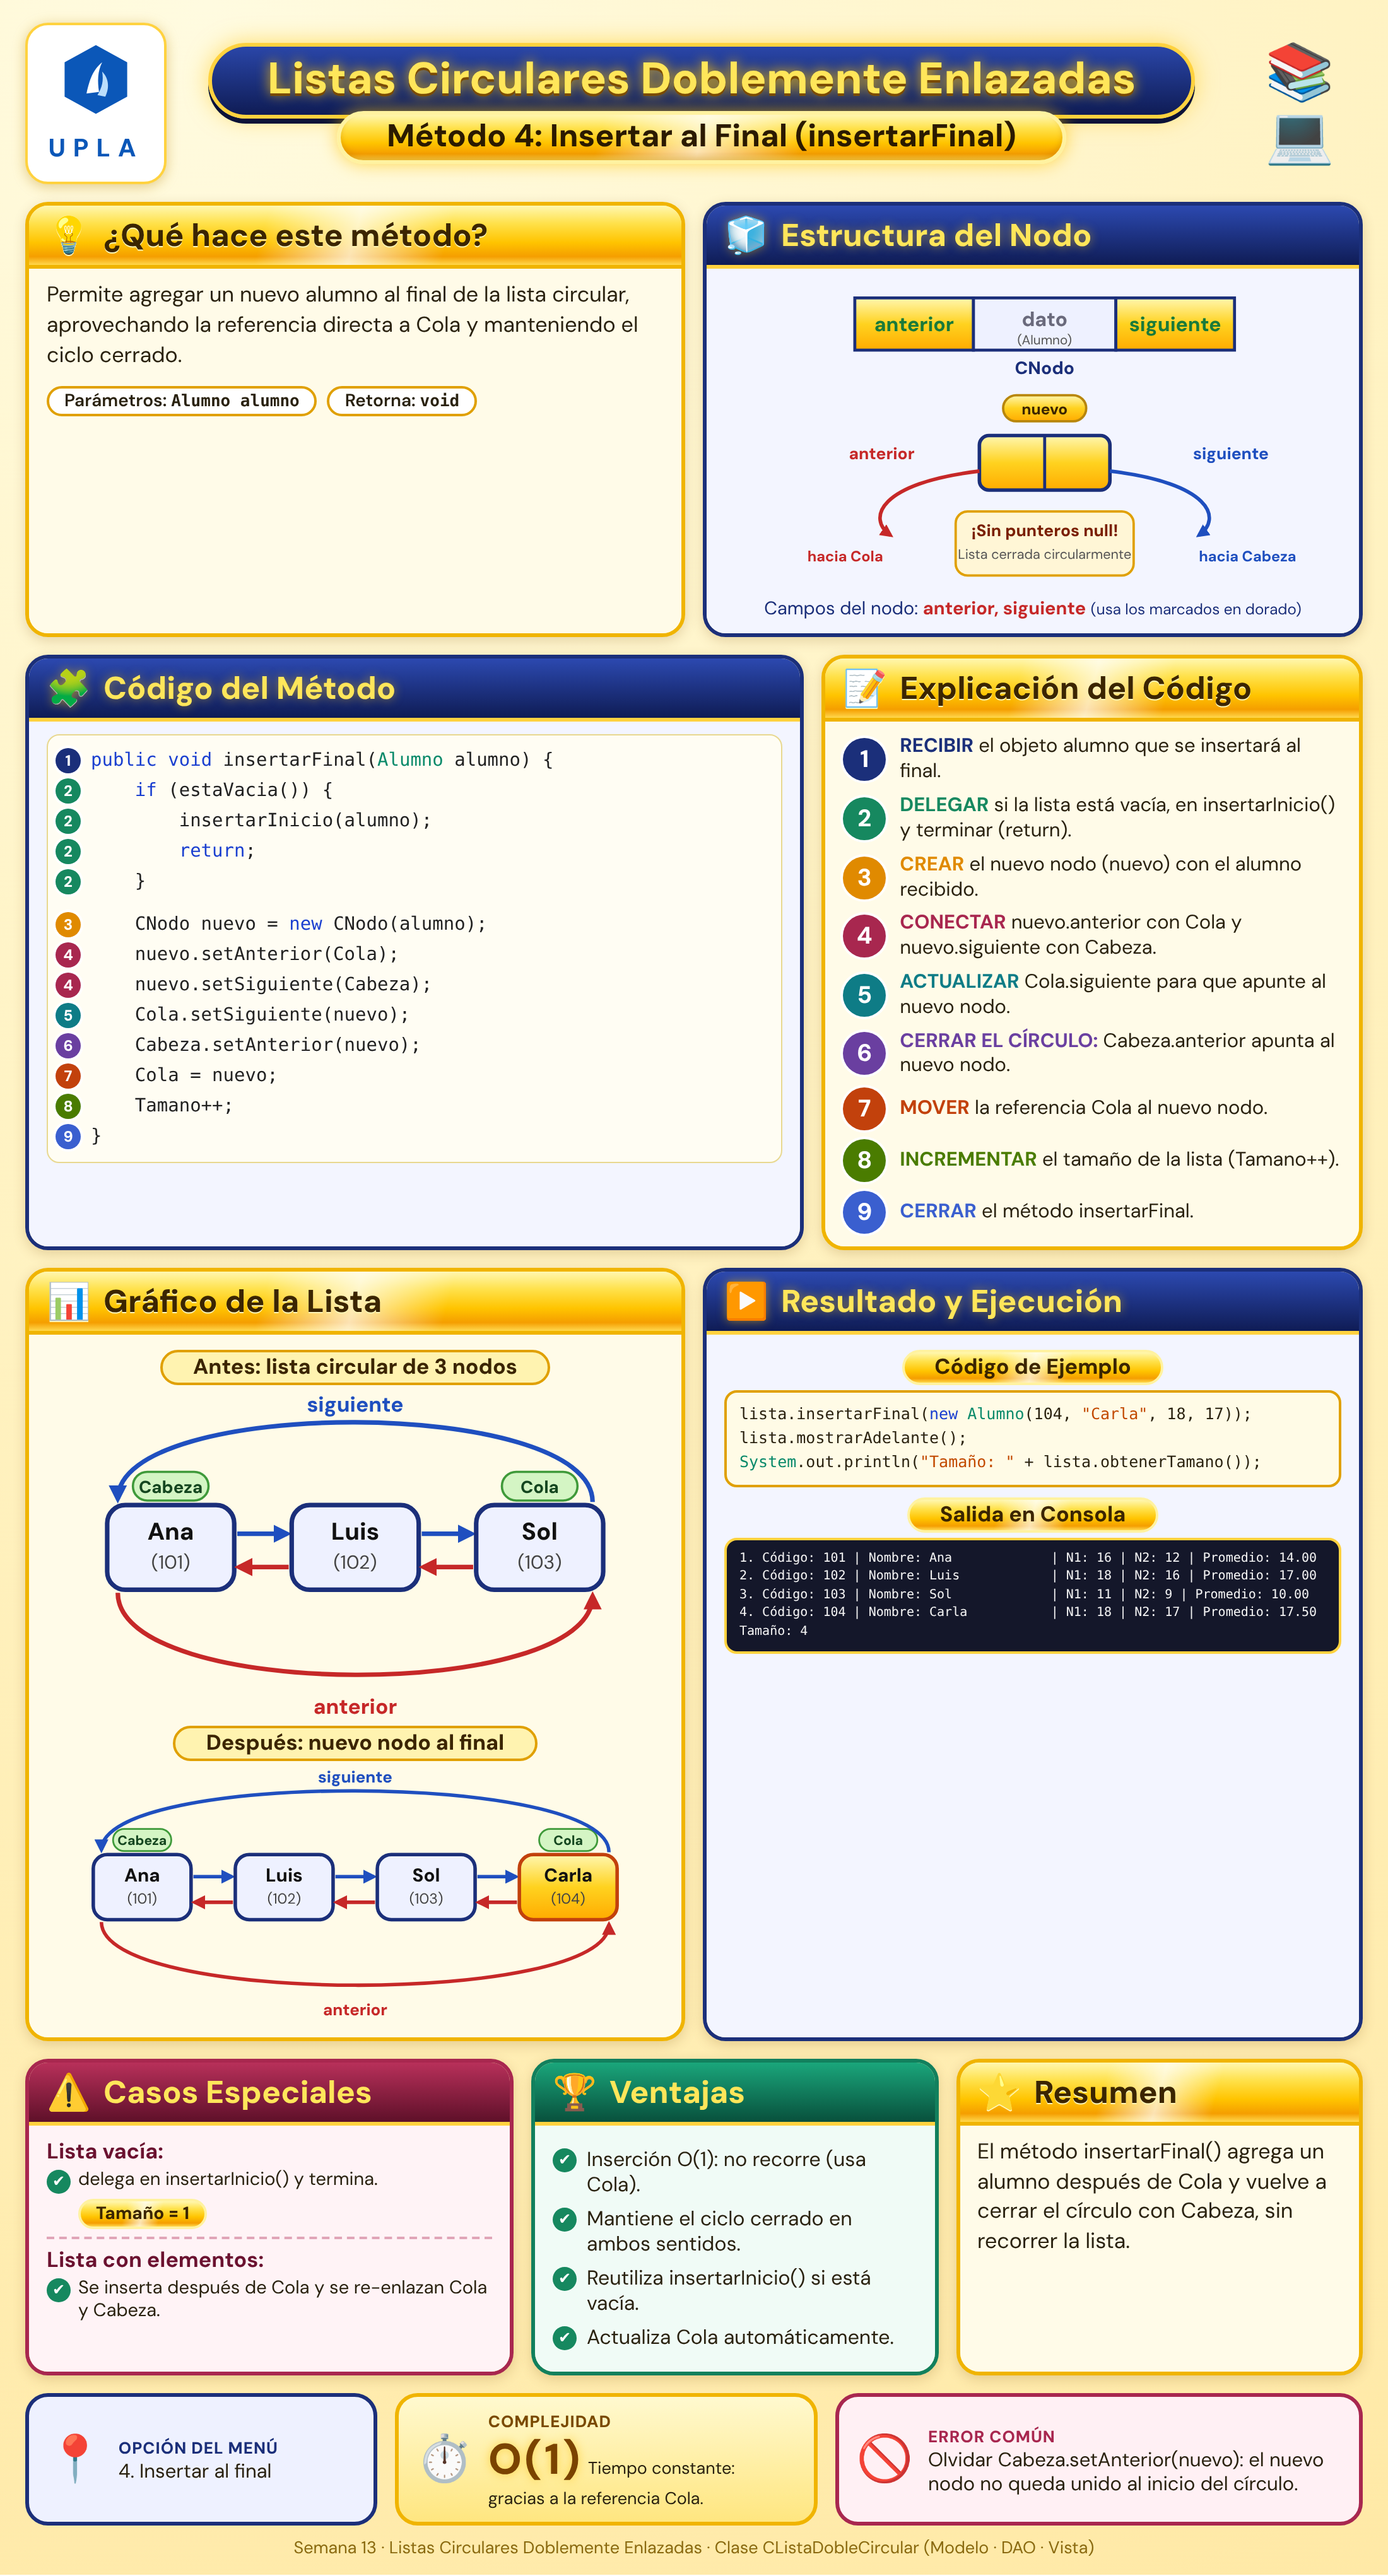 UPLA
Listas Circulares Doblemente Enlazadas
Método 4: Insertar al Final (insertarFinal)
¿Qué hace este método?
Permite agregar un nuevo alumno al final de la lista circular,
aprovechando la referencia directa a Cola y manteniendo el
ciclo cerrado.
Parámetros: Alumno alumno
Retorna: void
Estructura del Nodo
anterior
dato
(Alumno)
siguiente
CNodo
nuevo
anterior
siguiente
¡Sin punteros null!
Lista cerrada circularmente
hacia Cola
hacia Cabeza
Campos del nodo: anterior, siguiente (usa los marcados en dorado)
Código del Método
1 public void insertarFinal(Alumno alumno) {
2 if (estaVacia()) {
2 insertarInicio(alumno);
2 return;
2 }
3 CNodo nuevo = new CNodo(alumno);
4 nuevo.setAnterior(Cola);
4 nuevo.setSiguiente(Cabeza);
5 Cola.setSiguiente(nuevo);
6 Cabeza.setAnterior(nuevo);
7 Cola = nuevo;
8 Tamano++;
9 }
Explicación del Código
1 RECIBIR el objeto alumno que se insertará al
final.
2 DELEGAR si la lista está vacía, en insertarInicio()
y terminar (return).
3 CREAR el nuevo nodo (nuevo) con el alumno
recibido.
4 CONECTAR nuevo.anterior con Cola y
nuevo.siguiente con Cabeza.
5 ACTUALIZAR Cola.siguiente para que apunte al
nuevo nodo.
6 CERRAR EL CÍRCULO: Cabeza.anterior apunta al
nuevo nodo.
7 MOVER la referencia Cola al nuevo nodo.
8 INCREMENTAR el tamaño de la lista (Tamano++).
9 CERRAR el método insertarFinal.
Gráfico de la Lista
Antes: lista circular de 3 nodos
siguiente
Cabeza
Cola
Ana
(101)
Luis
(102)
Sol
(103)
anterior
Después: nuevo nodo al final
siguiente
Cabeza
Cola
Ana
(101)
Luis
(102)
Sol
(103)
Carla
(104)
anterior
Resultado y Ejecución
Código de Ejemplo
lista.insertarFinal(new Alumno(104, "Carla", 18, 17));
lista.mostrarAdelante();
System.out.println("Tamaño: " + lista.obtenerTamano());
Salida en Consola
1. Código: 101 | Nombre: Ana | N1: 16 | N2: 12 | Promedio: 14.00
2. Código: 102 | Nombre: Luis | N1: 18 | N2: 16 | Promedio: 17.00
3. Código: 103 | Nombre: Sol | N1: 11 | N2: 9 | Promedio: 10.00
4. Código: 104 | Nombre: Carla | N1: 18 | N2: 17 | Promedio: 17.50
Tamaño: 4
Casos Especiales
Lista vacía:
delega en insertarInicio() y termina.
Tamaño = 1
Lista con elementos:
Se inserta después de Cola y se re-enlazan Cola
y Cabeza.
Ventajas
Inserción O(1): no recorre (usa
Cola).
Mantiene el ciclo cerrado en
ambos sentidos.
Reutiliza insertarInicio() si está
vacía.
Actualiza Cola automáticamente.
Resumen
El método insertarFinal() agrega un
alumno después de Cola y vuelve a
cerrar el círculo con Cabeza, sin
recorrer la lista.
OPCIÓN DEL MENÚ
4. Insertar al final
COMPLEJIDAD
O(1) Tiempo constante:
gracias a la referencia Cola.
ERROR COMÚN
Olvidar Cabeza.setAnterior(nuevo): el nuevo
nodo no queda unido al inicio del círculo.
Semana 13 · Listas Circulares Doblemente Enlazadas · Clase CListaDobleCircular (Modelo · DAO · Vista)